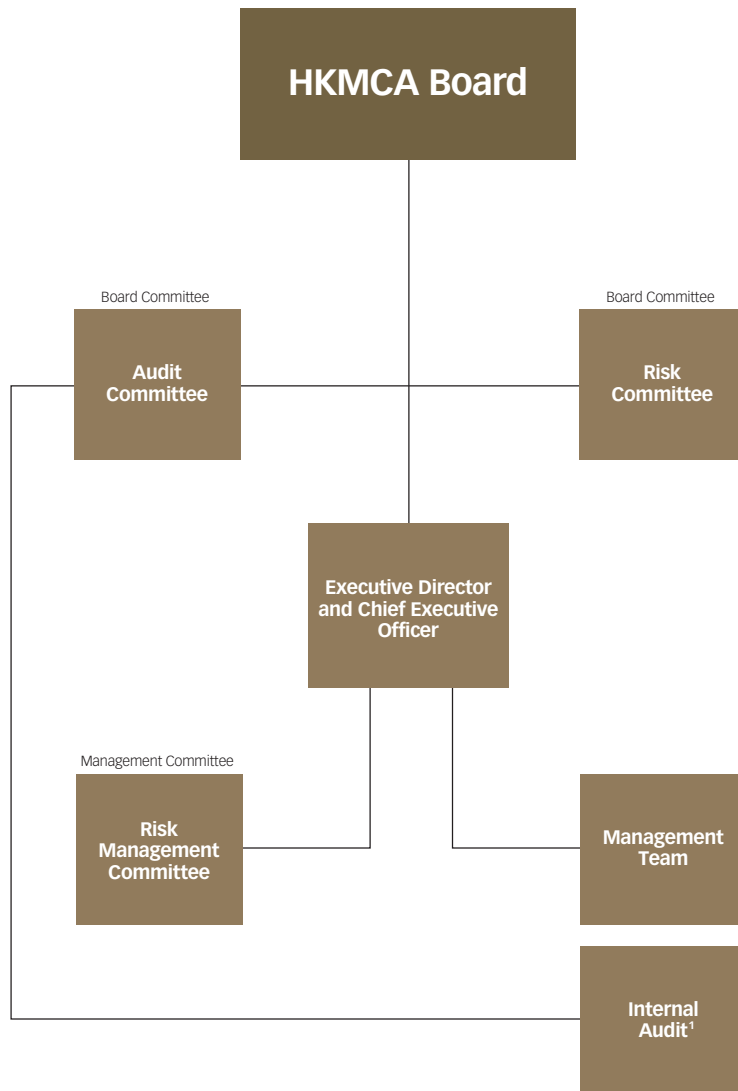 HKMCA Board
Board Committee
Audit
Committee
Board Committee
Risk
Committee
Executive Director
and Chief Executive
Officer
Management Committee
Risk
Management
Committee
Management
Team
Internal
Audit¹